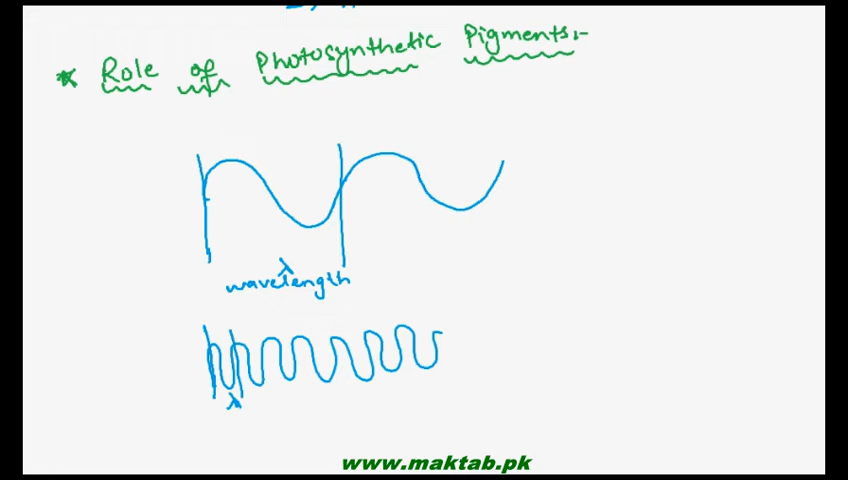 * Role of Photosynthetic Pigments:-
λ
wavelength
λ
www.maktab.pk